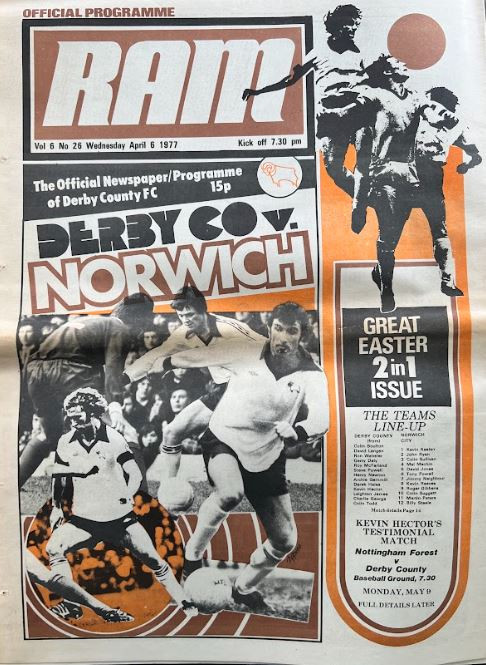 OFFICIAL PROGRAMME
RAM
Vol 6 No 26 Wednesday April 6 1977 Kick off 7.30 pm
The Official Newspaper/Programme
of Derby County FC 15p
DERBY CO v.
NORWICH
GREAT
EASTER
2 in 1
ISSUE
THE TEAMS
LINE-UP
DERBY COUNTY NORWICH
(from) CITY
Colin Boulton 1 Kevin Keelan
David Langan 2 John Ryan
Ron Webster 3 Colin Sullivan
Gerry Daly 4 Mel Machin
Roy McFarland 5 David Jones
Steve Powell 6 Tony Powell
Henry Newton 7 Jimmy Neighbour
Archie Gemmill 8 Kevin Reeves
Derek Hales 9 Roger Gibbins
Kevin Hector 10 Colin Suggett
Leighton James 11 Martin Peters
Charlie George 12 Billy Steele
Colin Todd
Match details Page 14
KEVIN HECTOR'S
TESTIMONIAL
MATCH
Nottingham Forest
v
Derby County
Baseball Ground, 7.30
MONDAY, MAY 9
FULL DETAILS LATER